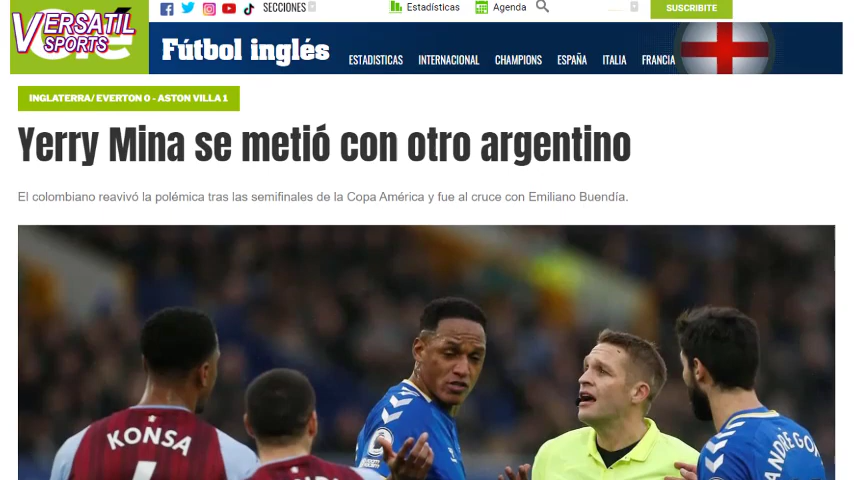 VERSATIL
SPORTS
SECCIONES
Estadísticas
Agenda
SUSCRIBITE
Fútbol inglés
ESTADISTICAS
INTERNACIONAL
CHAMPIONS
ESPAÑA
ITALIA
FRANCIA
INGLATERRA/ EVERTON 0 - ASTON VILLA 1
Yerry Mina se metió con otro argentino
El colombiano reavivó la polémica tras las semifinales de la Copa América y fue al cruce con Emiliano Buendía.
KONSA
4